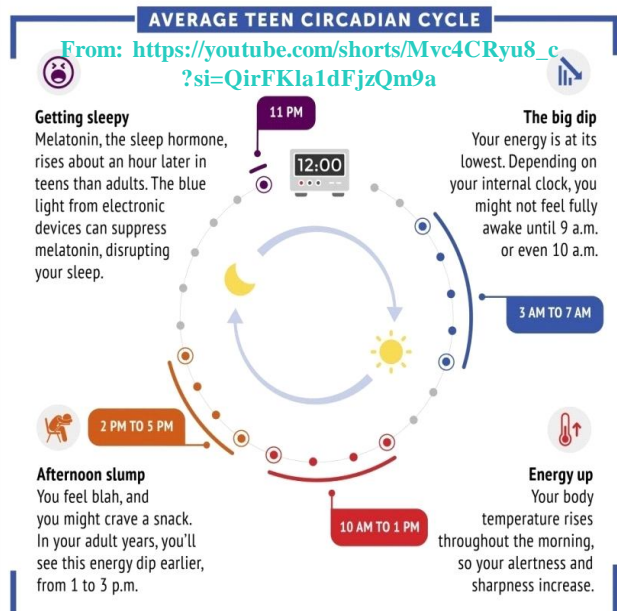 AVERAGE TEEN CIRCADIAN CYCLE
From: https://youtube.com/shorts/Mvc4CRyu8_c
?si=QirFKla1dFjzQm9a
Getting sleepy
Melatonin, the sleep hormone,
rises about an hour later in
teens than adults. The blue
light from electronic
devices can suppress
melatonin, disrupting
your sleep.
11 PM
12:00
The big dip
Your energy is at its
lowest. Depending on
your internal clock, you
might not feel fully
awake until 9 a.m.
or even 10 a.m.
3 AM TO 7 AM
2 PM TO 5 PM
Afternoon slump
You feel blah, and
you might crave a snack.
In your adult years, you’ll
see this energy dip earlier,
from 1 to 3 p.m.
10 AM TO 1 PM
Energy up
Your body
temperature rises
throughout the morning,
so your alertness and
sharpness increase.